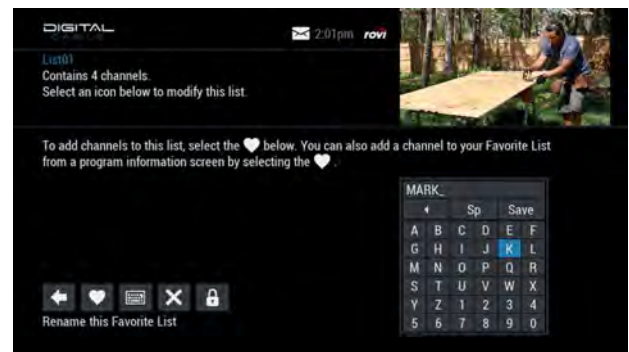 DIGITAL
CABLE
2:01pm rovi
List01
Contains 4 channels.
Select an icon below to modify this list.
To add channels to this list, select the below. You can also add a channel to your Favorite List
from a program information screen by selecting the .
MARK_
Sp Save
A B C D E F
G H I J K L
M N O P Q R
S T U V W X
Y Z 1 2 3 4
5 6 7 8 9 0
Rename this Favorite List